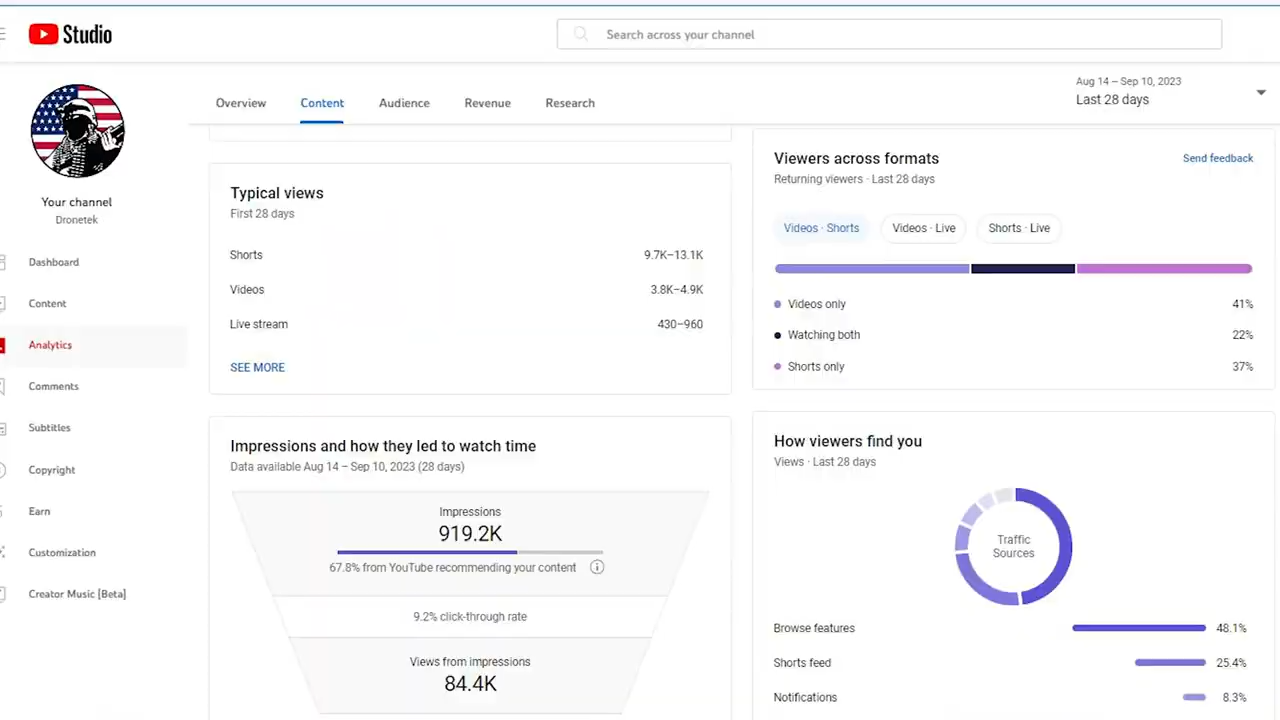 Studio
Search across your channel
Your channel
Dronetek
Dashboard
Content
Analytics
Comments
Subtitles
Copyright
Earn
Customization
Creator Music [Beta]
Overview Content Audience Revenue Research
Aug 14 – Sep 10, 2023
Last 28 days
Typical views
First 28 days
Shorts 9.7K–13.1K
Videos 3.8K–4.9K
Live stream 430–960
SEE MORE
Impressions and how they led to watch time
Data available Aug 14 – Sep 10, 2023 (28 days)
Impressions
919.2K
67.8% from YouTube recommending your content
9.2% click-through rate
Views from impressions
84.4K
Viewers across formats
Send feedback
Returning viewers · Last 28 days
Videos · Shorts Videos · Live Shorts · Live
Videos only 41%
Watching both 22%
Shorts only 37%
How viewers find you
Views · Last 28 days
Traffic
Sources
Browse features 48.1%
Shorts feed 25.4%
Notifications 8.3%